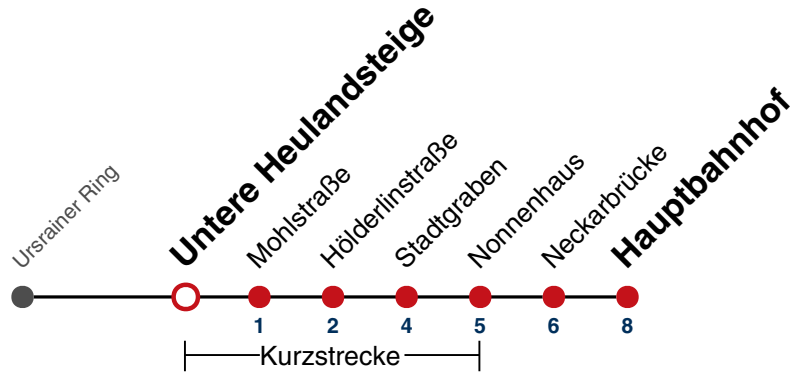 Ursrainer Ring
Untere Heulandsteige
Mohlstraße
Hölderlinstraße
Stadtgraben
Nonnenhaus
Neckarbrücke
Hauptbahnhof
1 2 4 5 6 8
Kurzstrecke